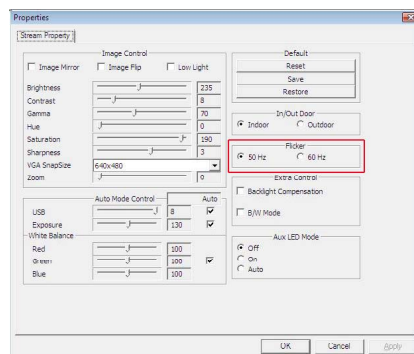 Properties
Stream Property
Image Control
Image Mirror
Image Flip
Low Light
Brightness 235
Contrast 8
Gamma 70
Hue 0
Saturation 190
Sharpness 3
VGA SnapSize 640x480
Zoom 0
Auto Mode Control Auto
USB 8
Exposure 130
White Balance
Red 100
Green 100
Blue 100
Default
Reset
Save
Restore
In/Out Door
Indoor
Outdoor
Flicker
50 Hz
60 Hz
Extra Control
Backlight Compensation
B/W Mode
Aux LED Mode
Off
On
Auto
OK
Cancel
Apply